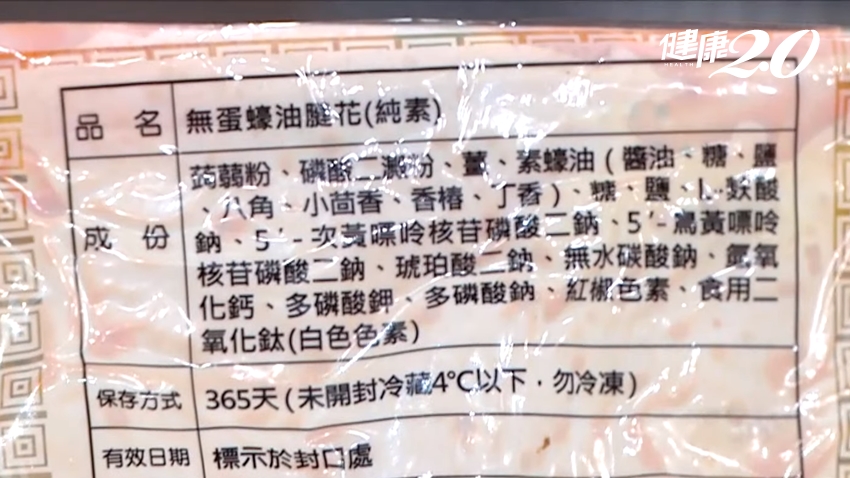 健康2.0
HEALTH
品名 無蛋蠔油腱花(純素)
成份 蒟蒻粉、磷酸二澱粉、薑、素蠔油(醬油、糖、鹽
、八角、小茴香、香椿、丁香)、糖、鹽、L-麩酸
鈉、5'-次黃嘌呤核苷磷酸二鈉、5'-鳥黃嘌呤
核苷磷酸二鈉、琥珀酸二鈉、無水碳酸鈉、氫氧
化鈣、多磷酸鉀、多磷酸鈉、紅椒色素、食用二
氧化鈦(白色色素)
保存方式 365天(未開封冷藏4℃以下，勿冷凍)
有效日期 標示於封口處